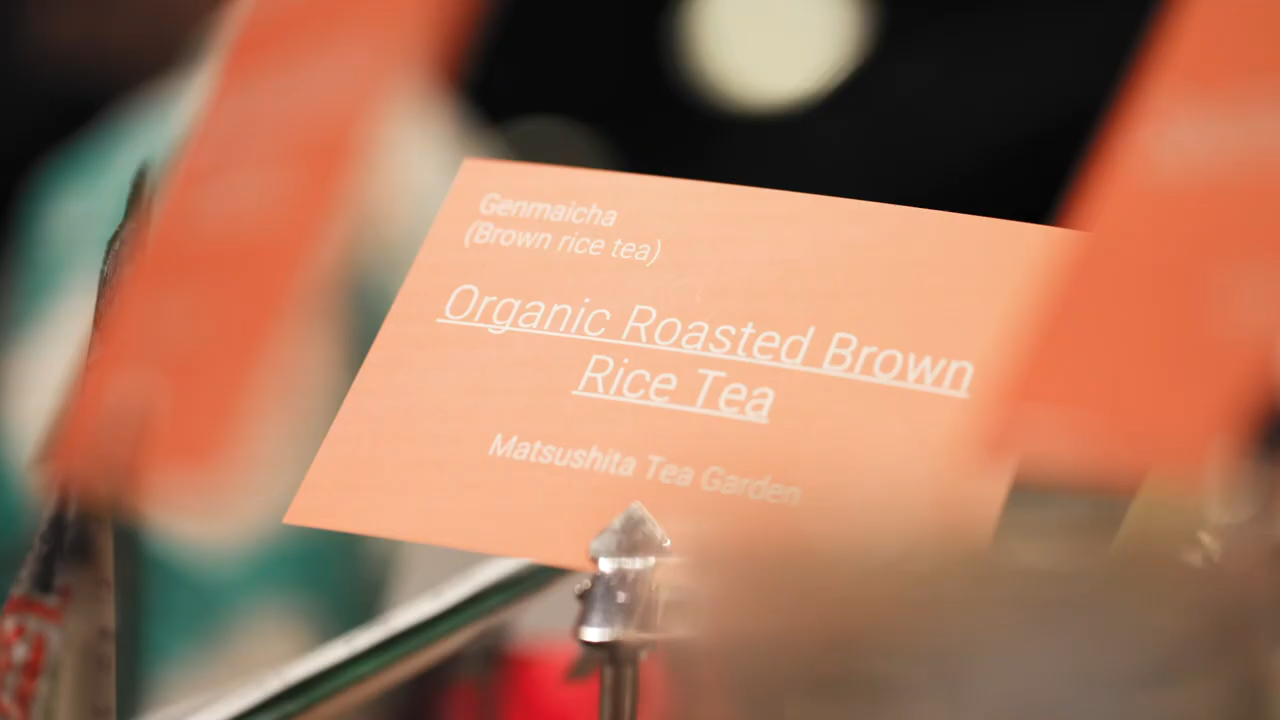 Genmaicha
(Brown rice tea)
Organic Roasted Brown
Rice Tea
Matsushita Tea Garden